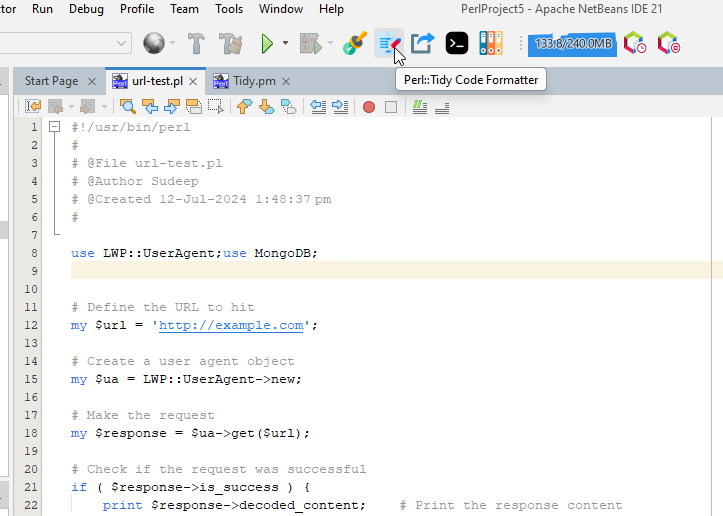 tor Run Debug Profile Team Tools Window Help PerlProject5 - Apache NetBeans IDE 21
133.8/240.0MB
Perl::Tidy Code Formatter
Start Page url-test.pl Tidy.pm
1 #!/usr/bin/perl
2 #
3 # @File url-test.pl
4 # @Author Sudeep
5 # @Created 12-Jul-2024 1:48:37 pm
6 #
7
8 use LWP::UserAgent;use MongoDB;
9
10
11 # Define the URL to hit
12 my $url = 'http://example.com';
13
14 # Create a user agent object
15 my $ua = LWP::UserAgent->new;
16
17 # Make the request
18 my $response = $ua->get($url);
19
20 # Check if the request was successful
21 if ( $response->is_success ) {
22 print $response->decoded_content; # Print the response content